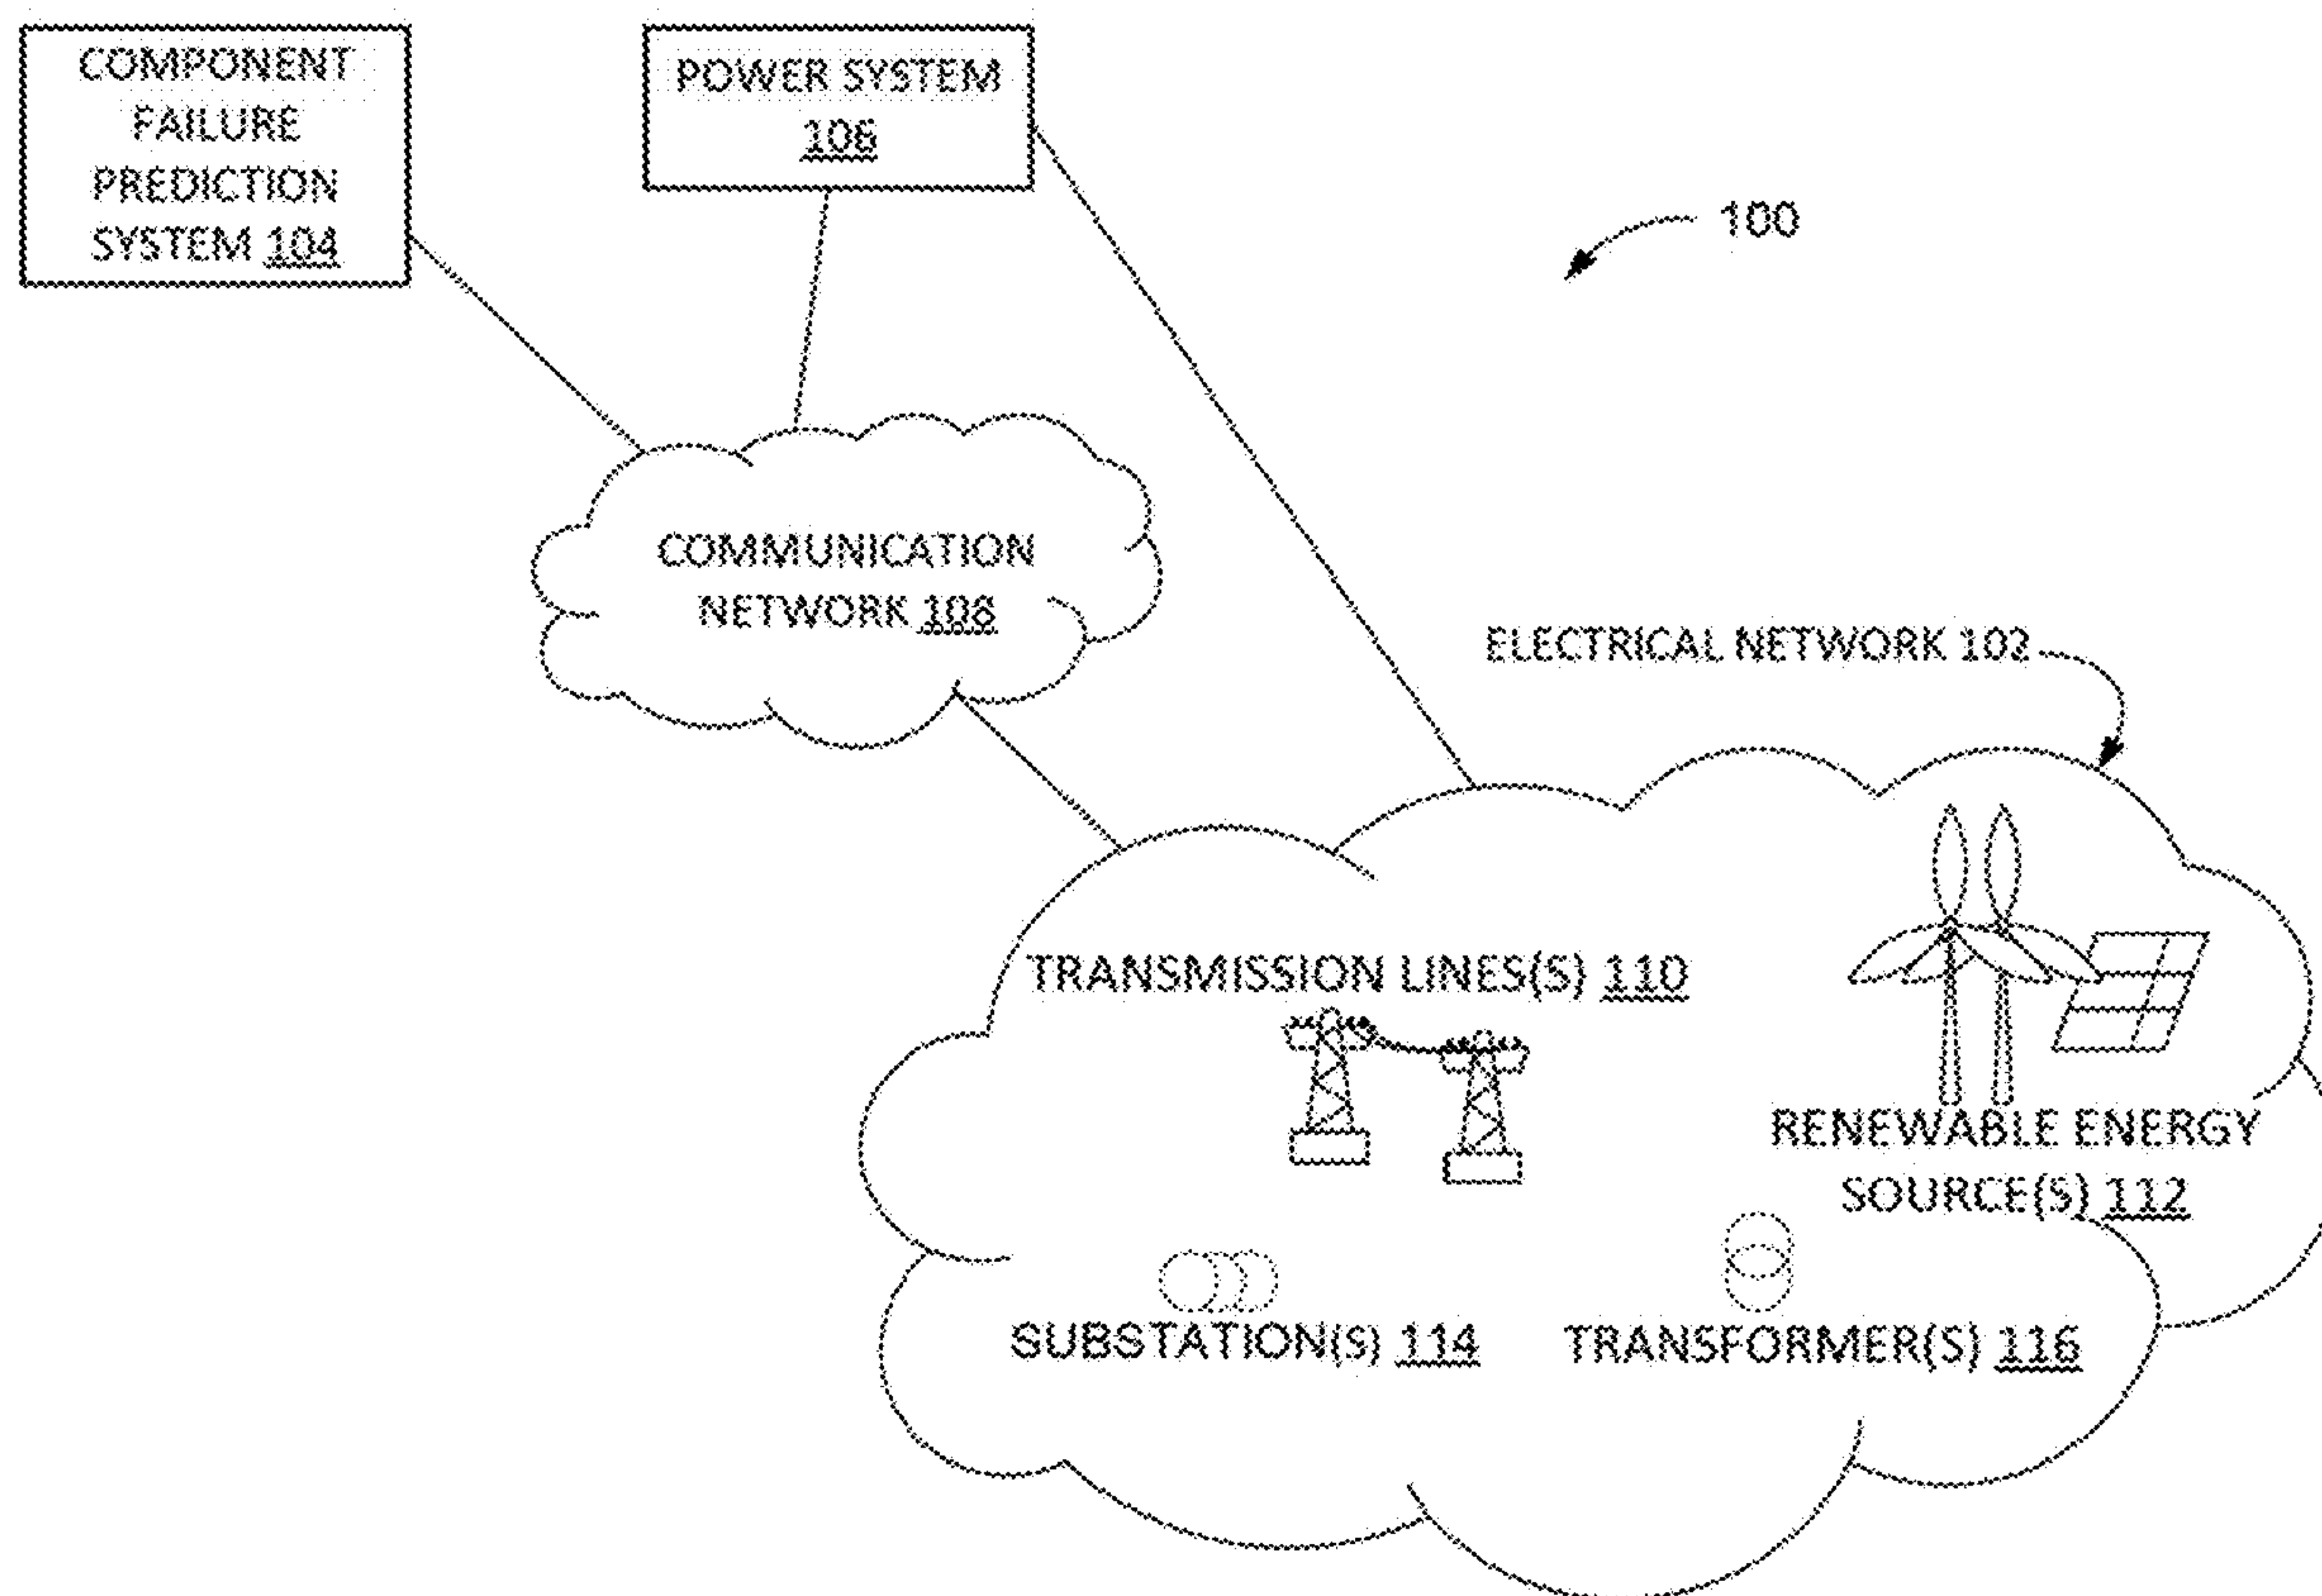 COMPONENT
FAILURE
PREDICTION
SYSTEM 104
POWER SYSTEM
106
100
COMMUNICATION
NETWORK 108
ELECTRICAL NETWORK 102
TRANSMISSION LINES(S) 110
RENEWABLE ENERGY
SOURCE(S) 112
SUBSTATION(S) 114
TRANSFORMER(S) 116